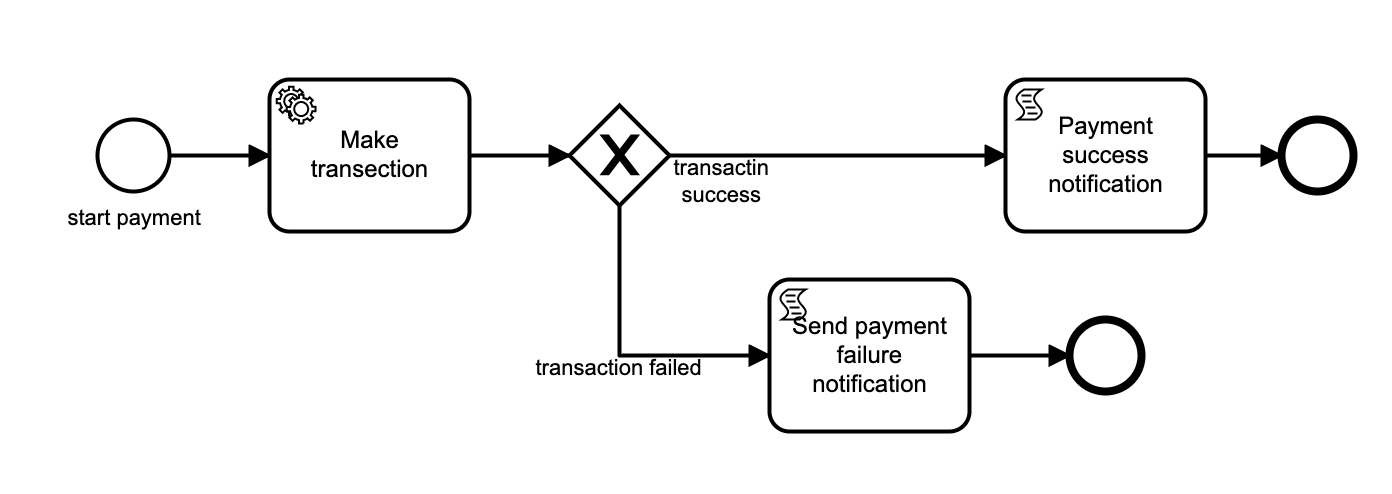 start payment
Make
transection
X
transactin
success
Payment
success
notification
transaction failed
Send payment
failure
notification